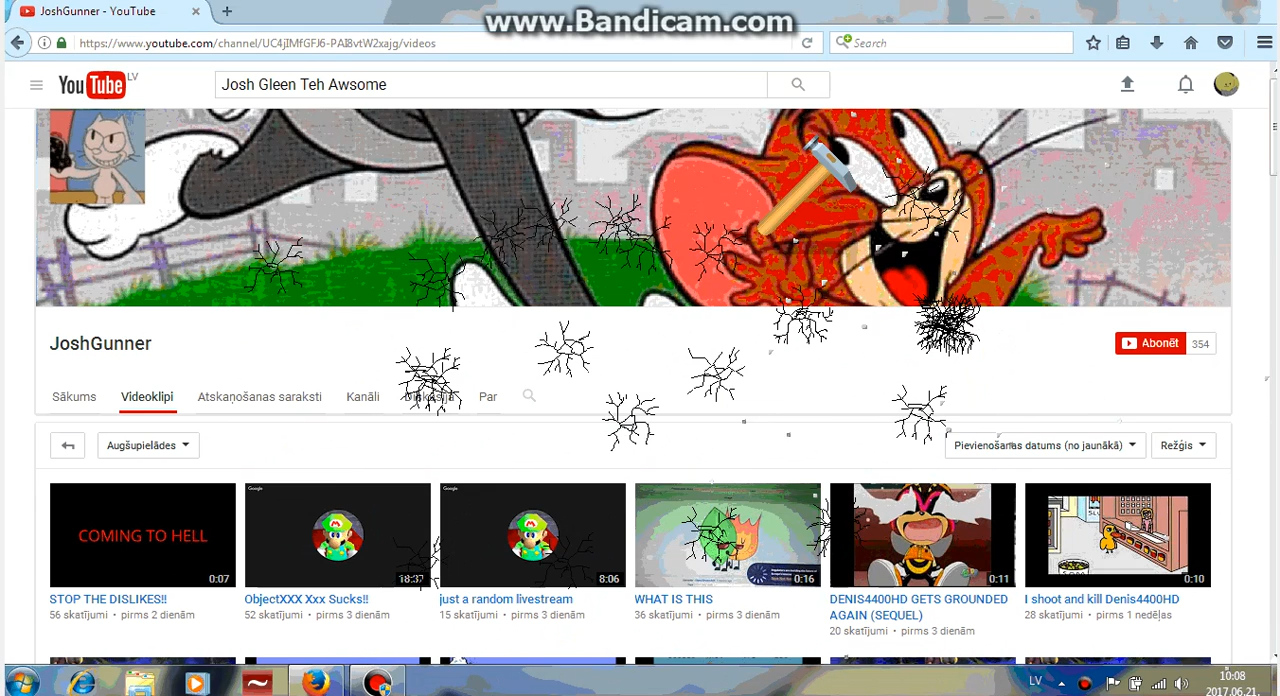 www.Bandicam.com
JoshGunner - YouTube
https://www.youtube.com/channel/UC4jIMfGFJ6-PAI8vtW2xajg/videos
Search
YouTube LV
Josh Gleen Teh Awsome
JoshGunner
Abonēt 354
Sākums Videoklipi Atskaņošanas saraksti Kanāli Diskusija Par
Augšupielādes
Pievienošanas datums (no jaunākā) Režģis
COMING TO HELL
0:07
Google
18:37
Google
8:06
0:16
0:11
0:10
STOP THE DISLIKES!!
56 skatījumi • pirms 2 dienām
ObjectXXX Xxx Sucks!!
52 skatījumi • pirms 3 dienām
just a random livestream
15 skatījumi • pirms 3 dienām
WHAT IS THIS
36 skatījumi • pirms 3 dienām
DENIS4400HD GETS GROUNDED
AGAIN (SEQUEL)
20 skatījumi • pirms 3 dienām
I shoot and kill Denis4400HD
28 skatījumi • pirms 1 nedēļas
LV
10:08
2017.06.21.